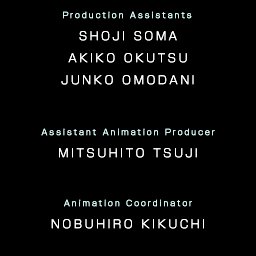 Production Assistants
SHOJI SOMA
AKIKO OKUTSU
JUNKO OMODANI
Assistant Animation Producer
MITSUHITO TSUJI
Animation Coordinator
NOBUHIRO KIKUCHI